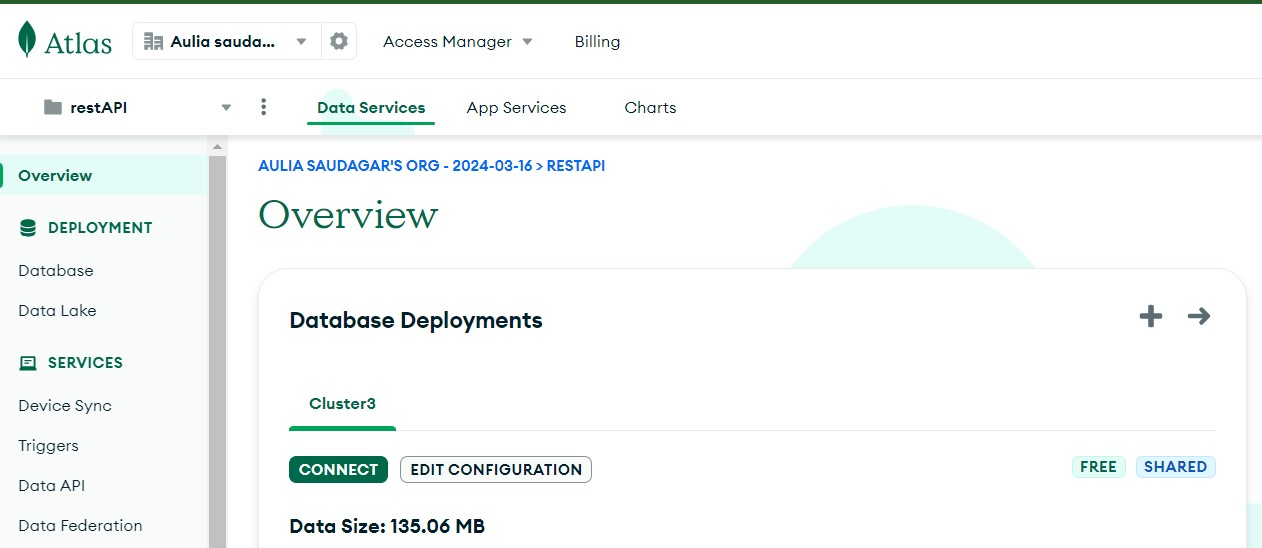 Atlas Aulia sauda... Access Manager Billing
restAPI Data Services App Services Charts
Overview
DEPLOYMENT
Database
Data Lake
SERVICES
Device Sync
Triggers
Data API
Data Federation
AULIA SAUDAGAR'S ORG - 2024-03-16 > RESTAPI
Overview
Database Deployments
Cluster3
CONNECT EDIT CONFIGURATION FREE SHARED
Data Size: 135.06 MB